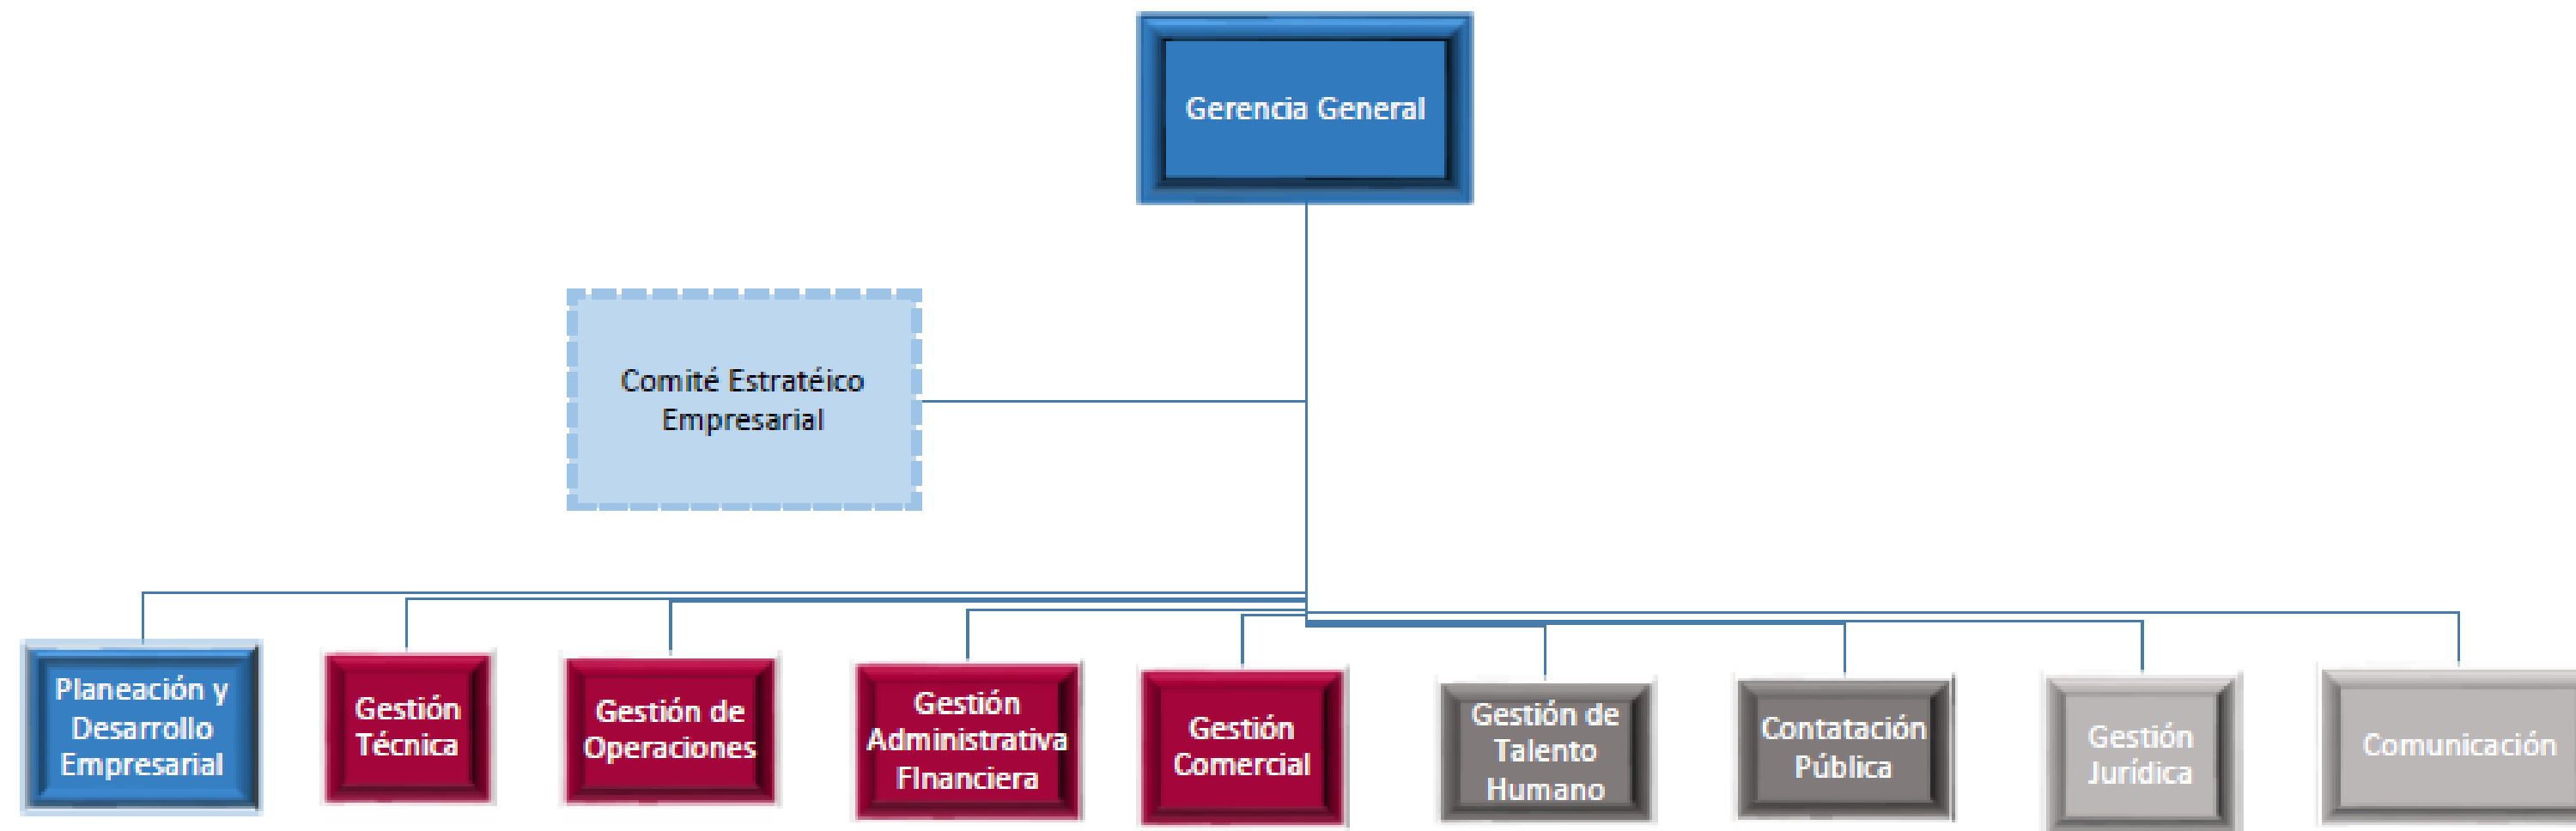 Gerencia General
Comité Estratéico
Empresarial
Planeación y
Desarrollo
Empresarial
Gestión
Técnica
Gestión de
Operaciones
Gestión
Administrativa
FInanciera
Gestión
Comercial
Gestión de
Talento
Humano
Contatación
Pública
Gestión
Jurídica
Comunicación